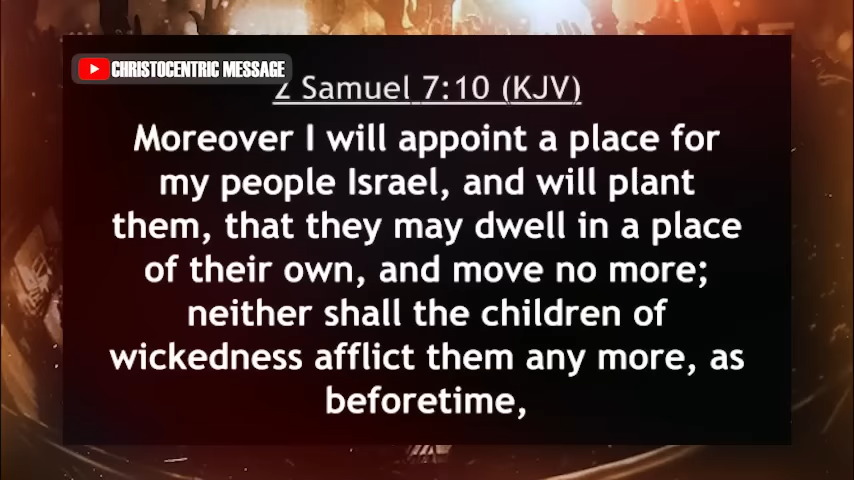 CHRISTOCENTRIC MESSAGE
2 Samuel 7:10 (KJV)
Moreover I will appoint a place for
my people Israel, and will plant
them, that they may dwell in a place
of their own, and move no more;
neither shall the children of
wickedness afflict them any more, as
beforetime,